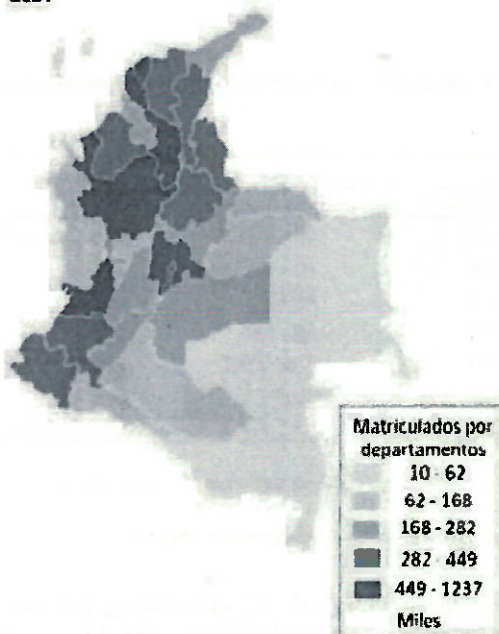 Matriculados por
departamentos
10 - 62
62 - 168
168 - 282
282 - 449
449 - 1237
Miles